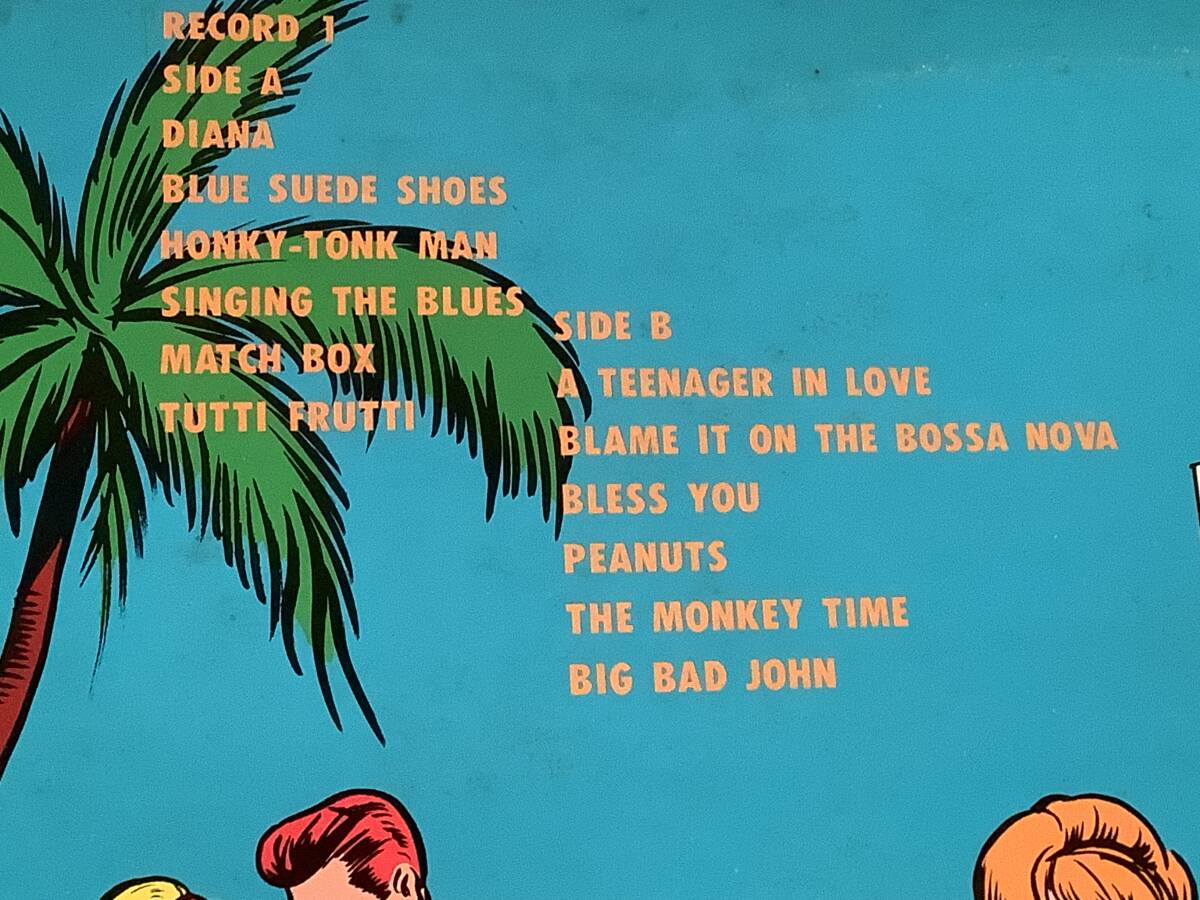 RECORD 1
SIDE A
DIANA
BLUE SUEDE SHOES
HONKY-TONK MAN
SINGING THE BLUES
MATCH BOX
TUTTI FRUTTI
SIDE B
A TEENAGER IN LOVE
BLAME IT ON THE BOSSA NOVA
BLESS YOU
PEANUTS
THE MONKEY TIME
BIG BAD JOHN